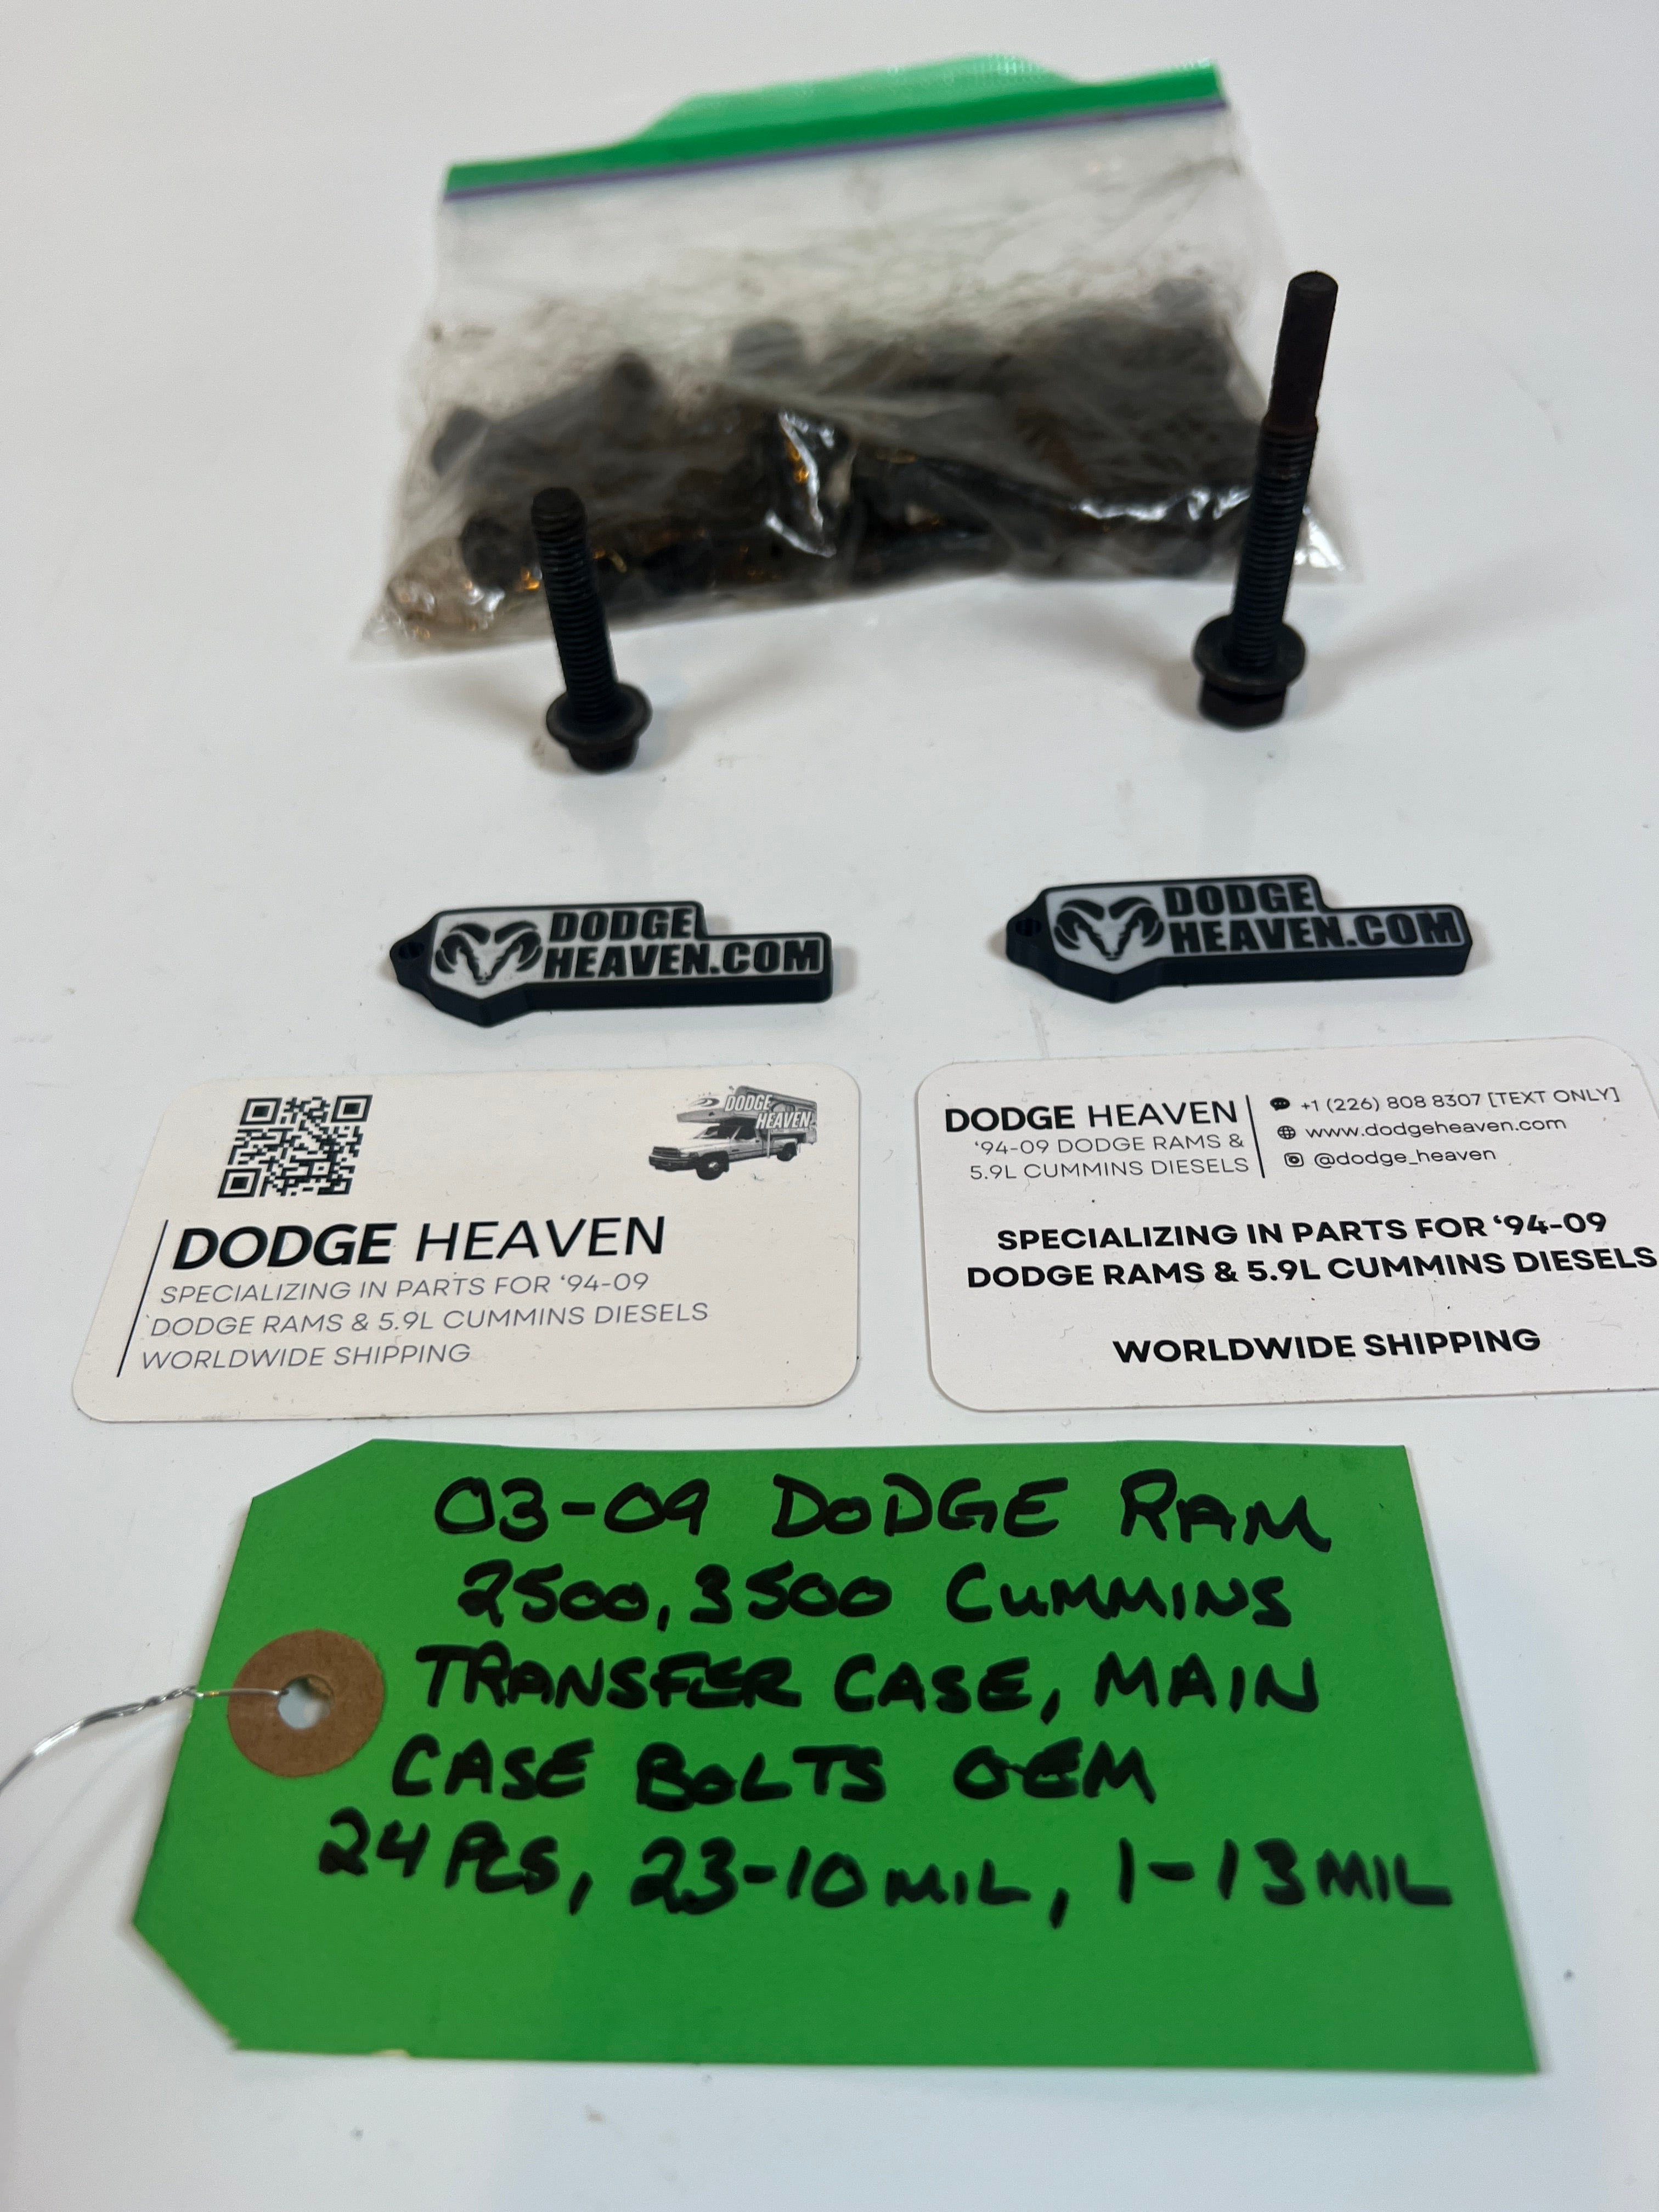 DODGE
HEAVEN.COM
DODGE
HEAVEN.COM
DODGE
HEAVEN
DODGE HEAVEN
SPECIALIZING IN PARTS FOR ‘94-09
DODGE RAMS & 5.9L CUMMINS DIESELS
WORLDWIDE SHIPPING
DODGE HEAVEN
‘94-09 DODGE RAMS &
5.9L CUMMINS DIESELS
+1 (226) 808 8307 [TEXT ONLY]
www.dodgeheaven.com
@dodge_heaven
SPECIALIZING IN PARTS FOR ‘94-09
DODGE RAMS & 5.9L CUMMINS DIESELS
WORLDWIDE SHIPPING
03-09 DODGE RAM
2500, 3500 CUMMINS
TRANSFER CASE, MAIN
CASE BOLTS OEM
24 PCS, 23-10 MIL, 1-13 MIL